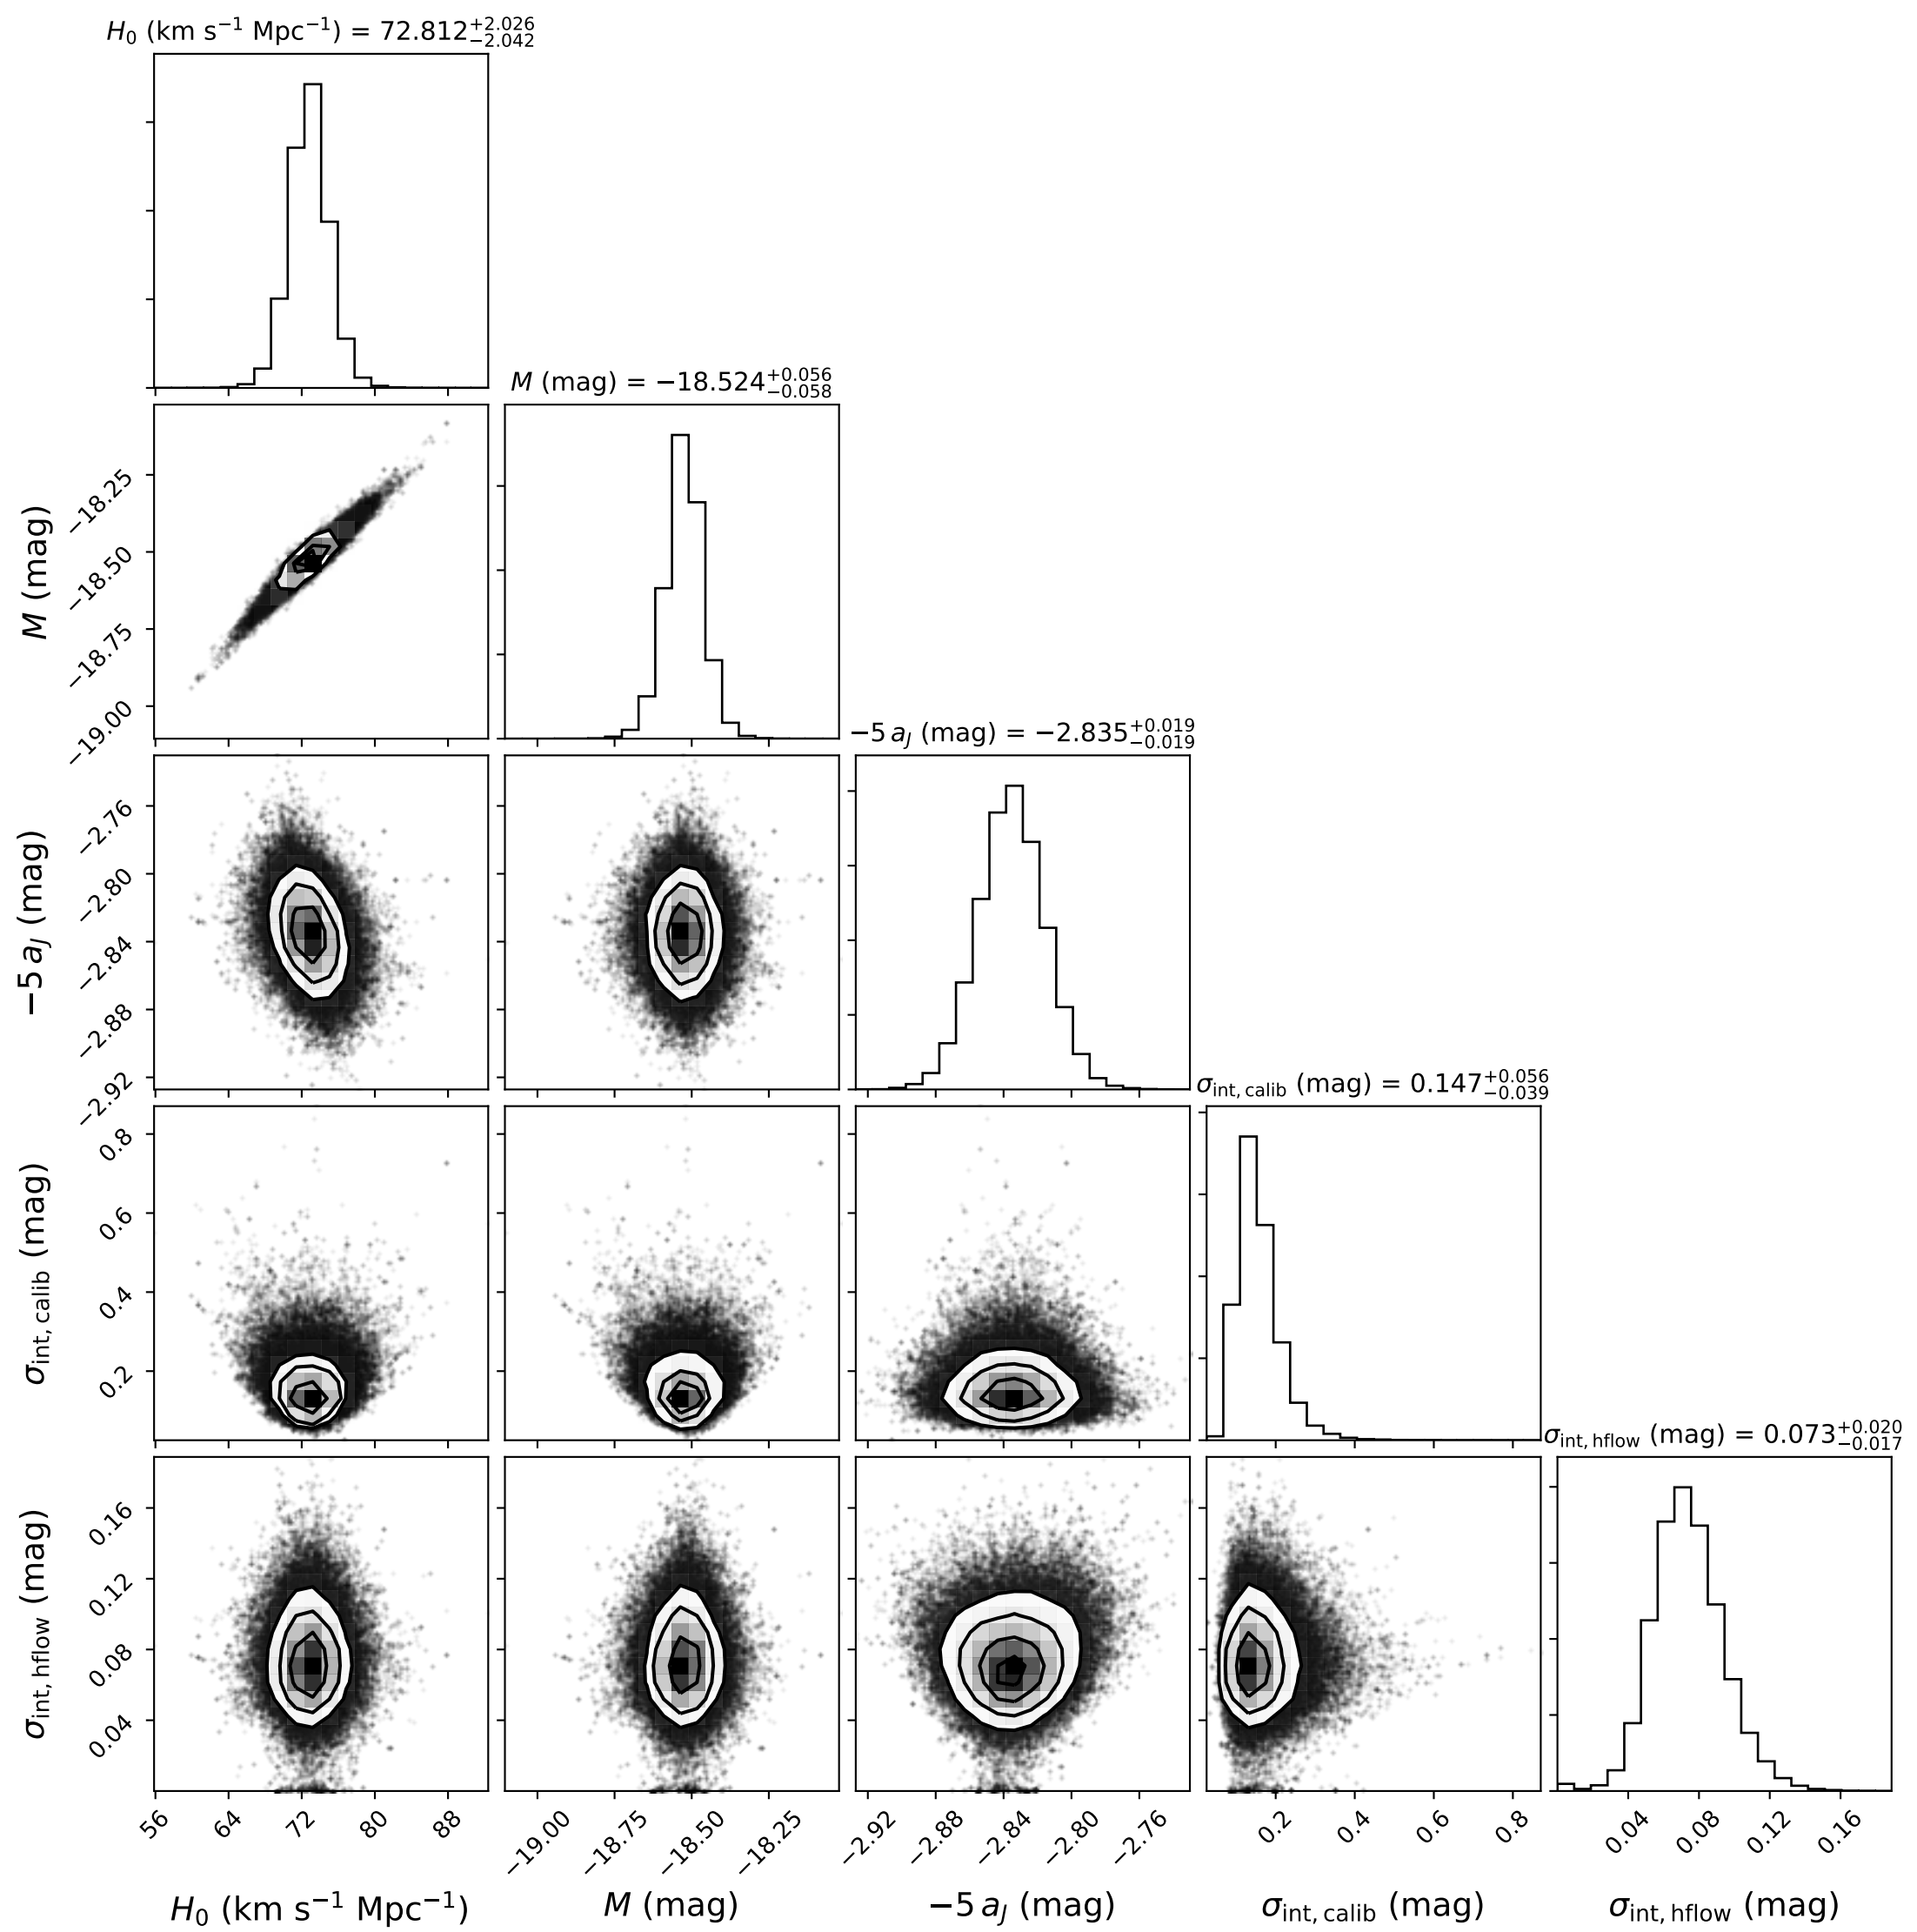 H₀ (km s⁻¹ Mpc⁻¹) = 72.812 +2.026 −2.042
M (mag) = −18.524 +0.056 −0.058
M (mag)
−18.25
−18.50
−18.75
−19.00
−5 a_J (mag) = −2.835 +0.019 −0.019
−5 a_J (mag)
−2.76
−2.80
−2.84
−2.88
−2.92
σ_int, calib (mag) = 0.147 +0.056 −0.039
σ_int, calib (mag)
0.8
0.6
0.4
0.2
σ_int, hflow (mag) = 0.073 +0.020 −0.017
σ_int, hflow (mag)
0.16
0.12
0.08
0.04
56 64 72 80 88
−19.00 −18.75 −18.50 −18.25
−2.92 −2.88 −2.84 −2.80 −2.76
0.2 0.4 0.6 0.8
0.04 0.08 0.12 0.16
H₀ (km s⁻¹ Mpc⁻¹)
M (mag)
−5 a_J (mag)
σ_int, calib (mag)
σ_int, hflow (mag)